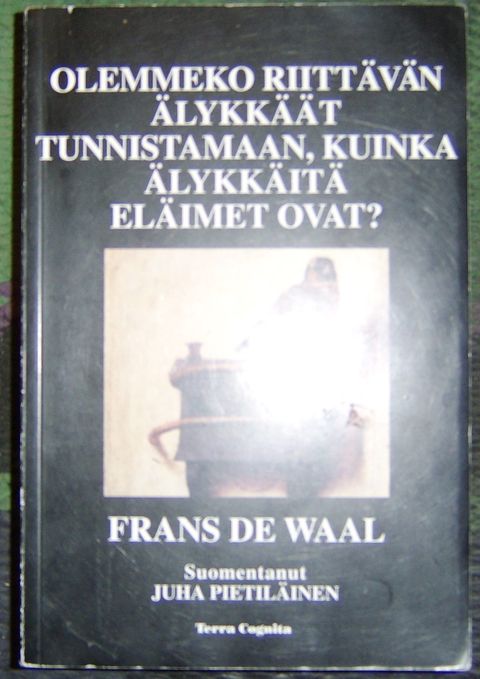 OLEMMEKO RIITTÄVÄN
ÄLYKKÄÄT
TUNNISTAMAAN, KUINKA
ÄLYKKÄITÄ
ELÄIMET OVAT?
FRANS DE WAAL
Suomentanut
JUHA PIETILÄINEN
Terra Cognita